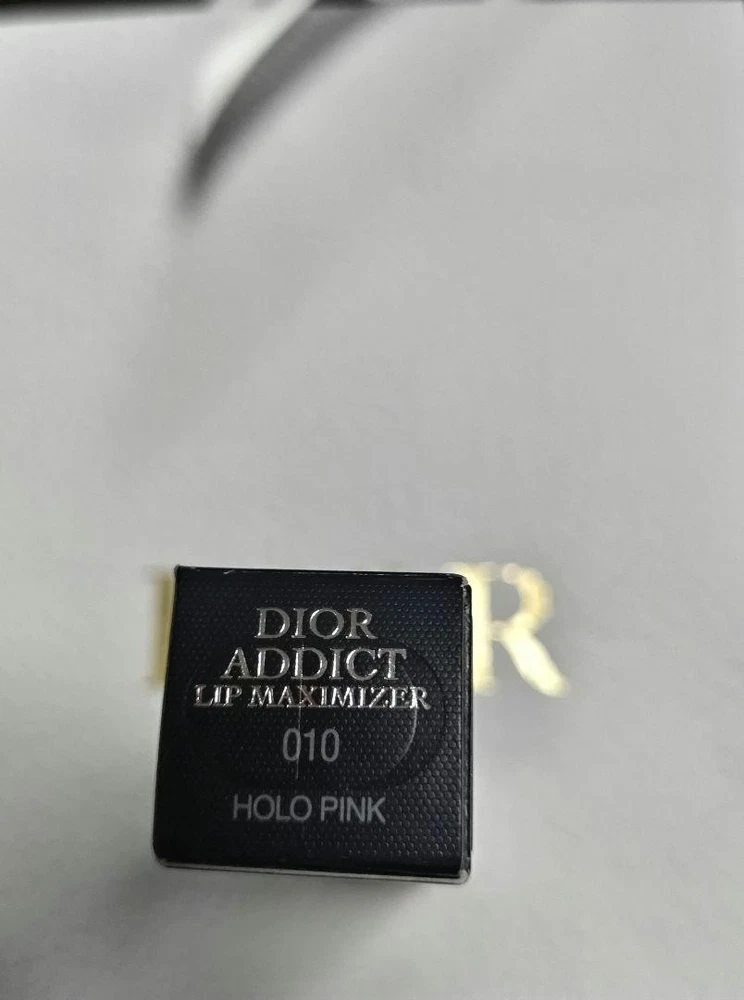 DIOR
ADDICT
LIP MAXIMIZER
010
HOLO PINK
R